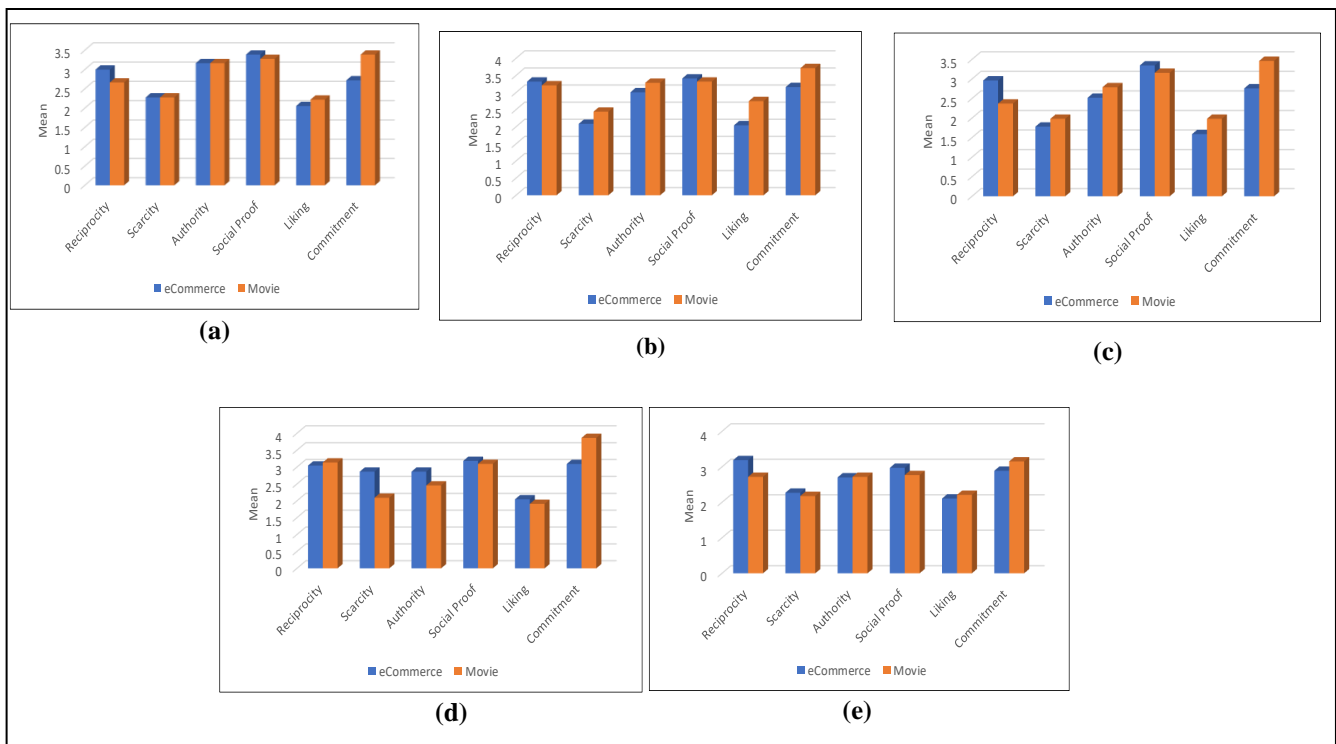 3.5
3
2.5
2
1.5
1
0.5
0
Mean
Reciprocity
Scarcity
Authority
Social Proof
Liking
Commitment
eCommerce Movie
(a)
4
3.5
3
2.5
2
1.5
1
0.5
0
Mean
Reciprocity
Scarcity
Authority
Social Proof
Liking
Commitment
eCommerce Movie
(b)
3.5
3
2.5
2
1.5
1
0.5
0
Mean
Reciprocity
Scarcity
Authority
Social Proof
Liking
Commitment
eCommerce Movie
(c)
4
3.5
3
2.5
2
1.5
1
0.5
0
Mean
Reciprocity
Scarcity
Authority
Social Proof
Liking
Commitment
eCommerce Movie
(d)
4
3
2
1
0
Mean
Reciprocity
Scarcity
Authority
Social Proof
Liking
Commitment
eCommerce Movie
(e)